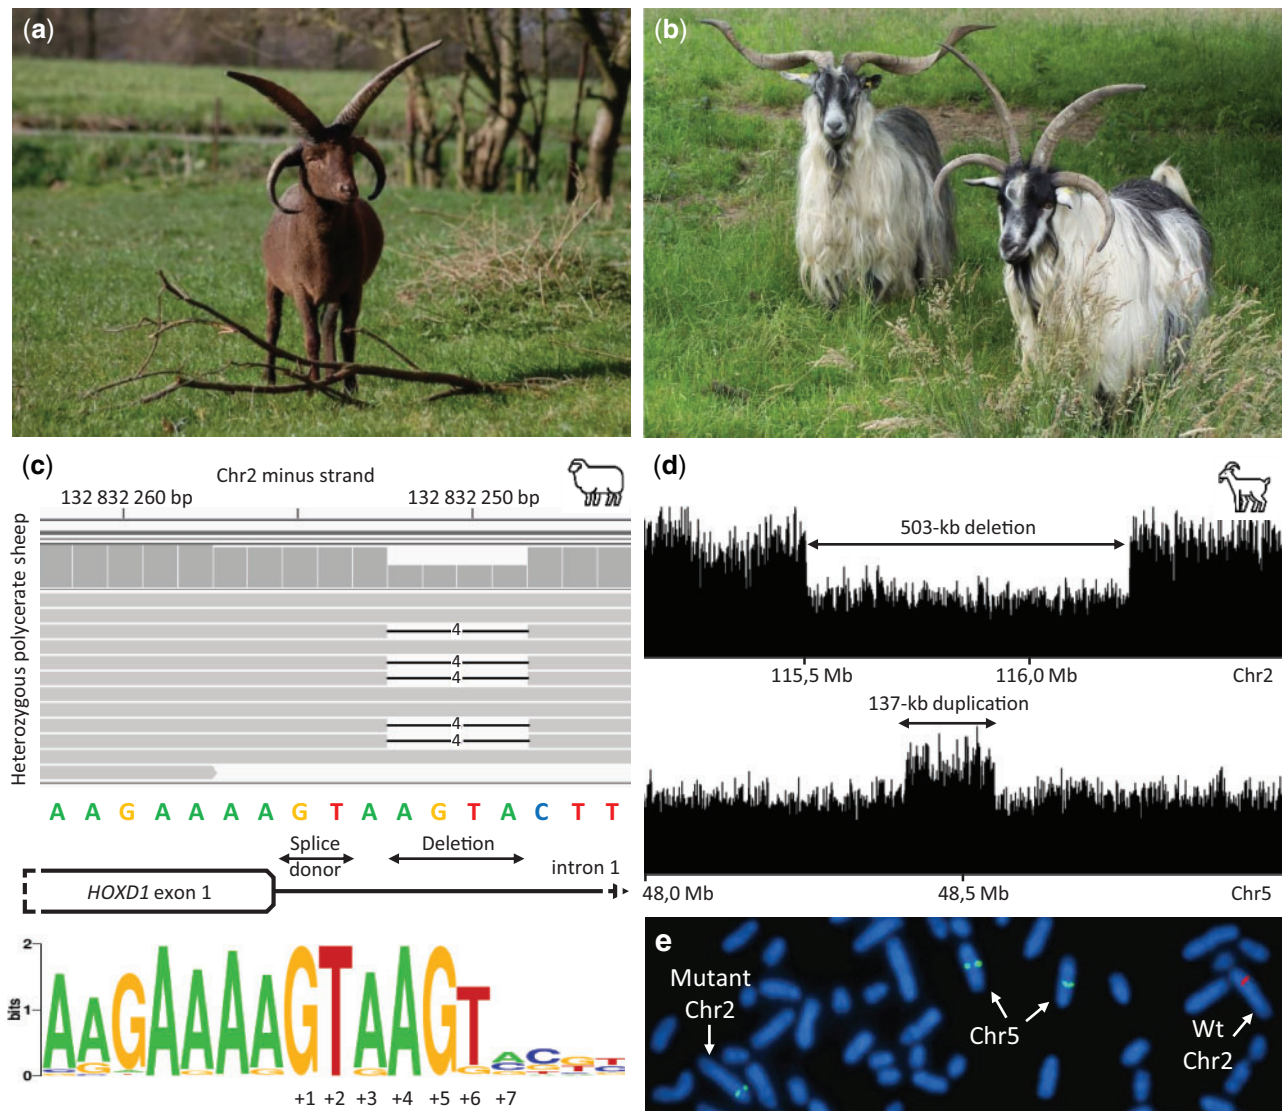 (a)
(b)
(c)
Chr2 minus strand
132 832 260 bp
132 832 250 bp
Heterozygous polycerate sheep
4
4
4
4
4
A A G A A A A G T A A G T A C T T
Splice
donor
Deletion
intron 1
HOXD1 exon 1
2
1
0
bits
AAGAAAAGTAAGT
+1 +2 +3 +4 +5 +6 +7
(d)
503-kb deletion
115,5 Mb
116,0 Mb
Chr2
137-kb duplication
48,0 Mb
48,5 Mb
Chr5
e
Mutant
Chr2
Chr5
Wt
Chr2